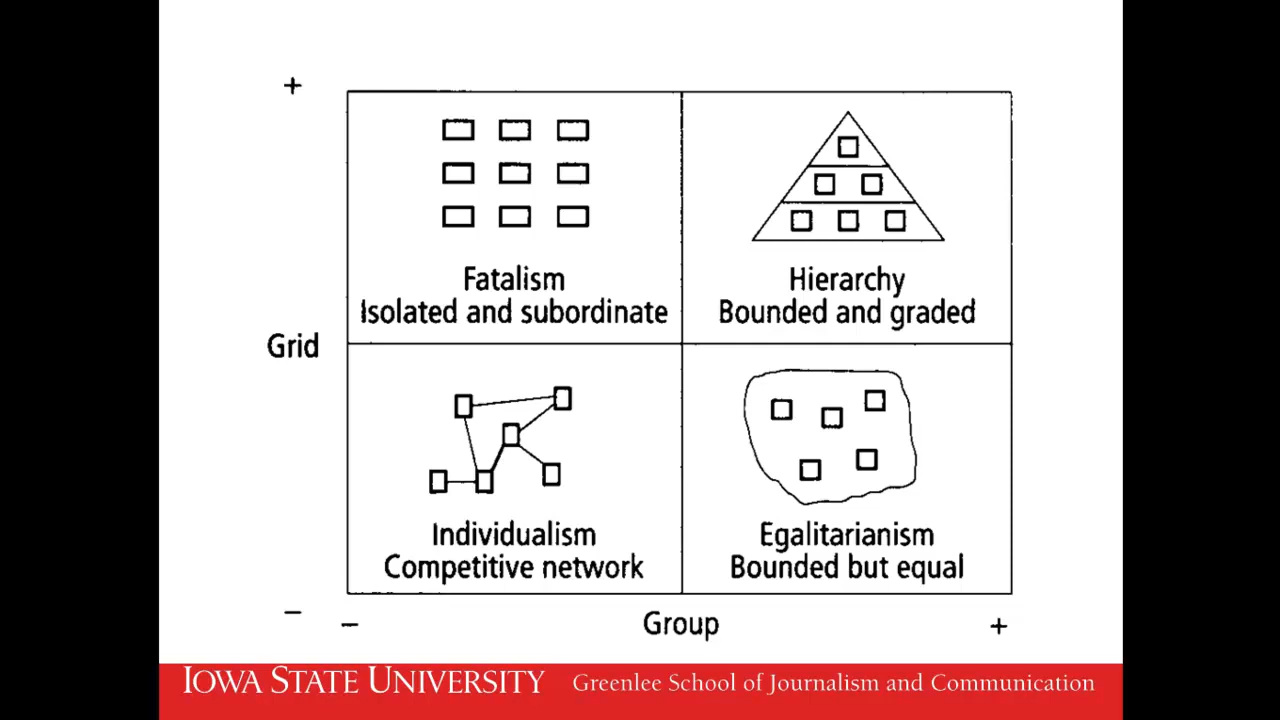 +
Fatalism
Isolated and subordinate
Hierarchy
Bounded and graded
Grid
Individualism
Competitive network
Egalitarianism
Bounded but equal
–
– Group +
IOWA STATE UNIVERSITY Greenlee School of Journalism and Communication